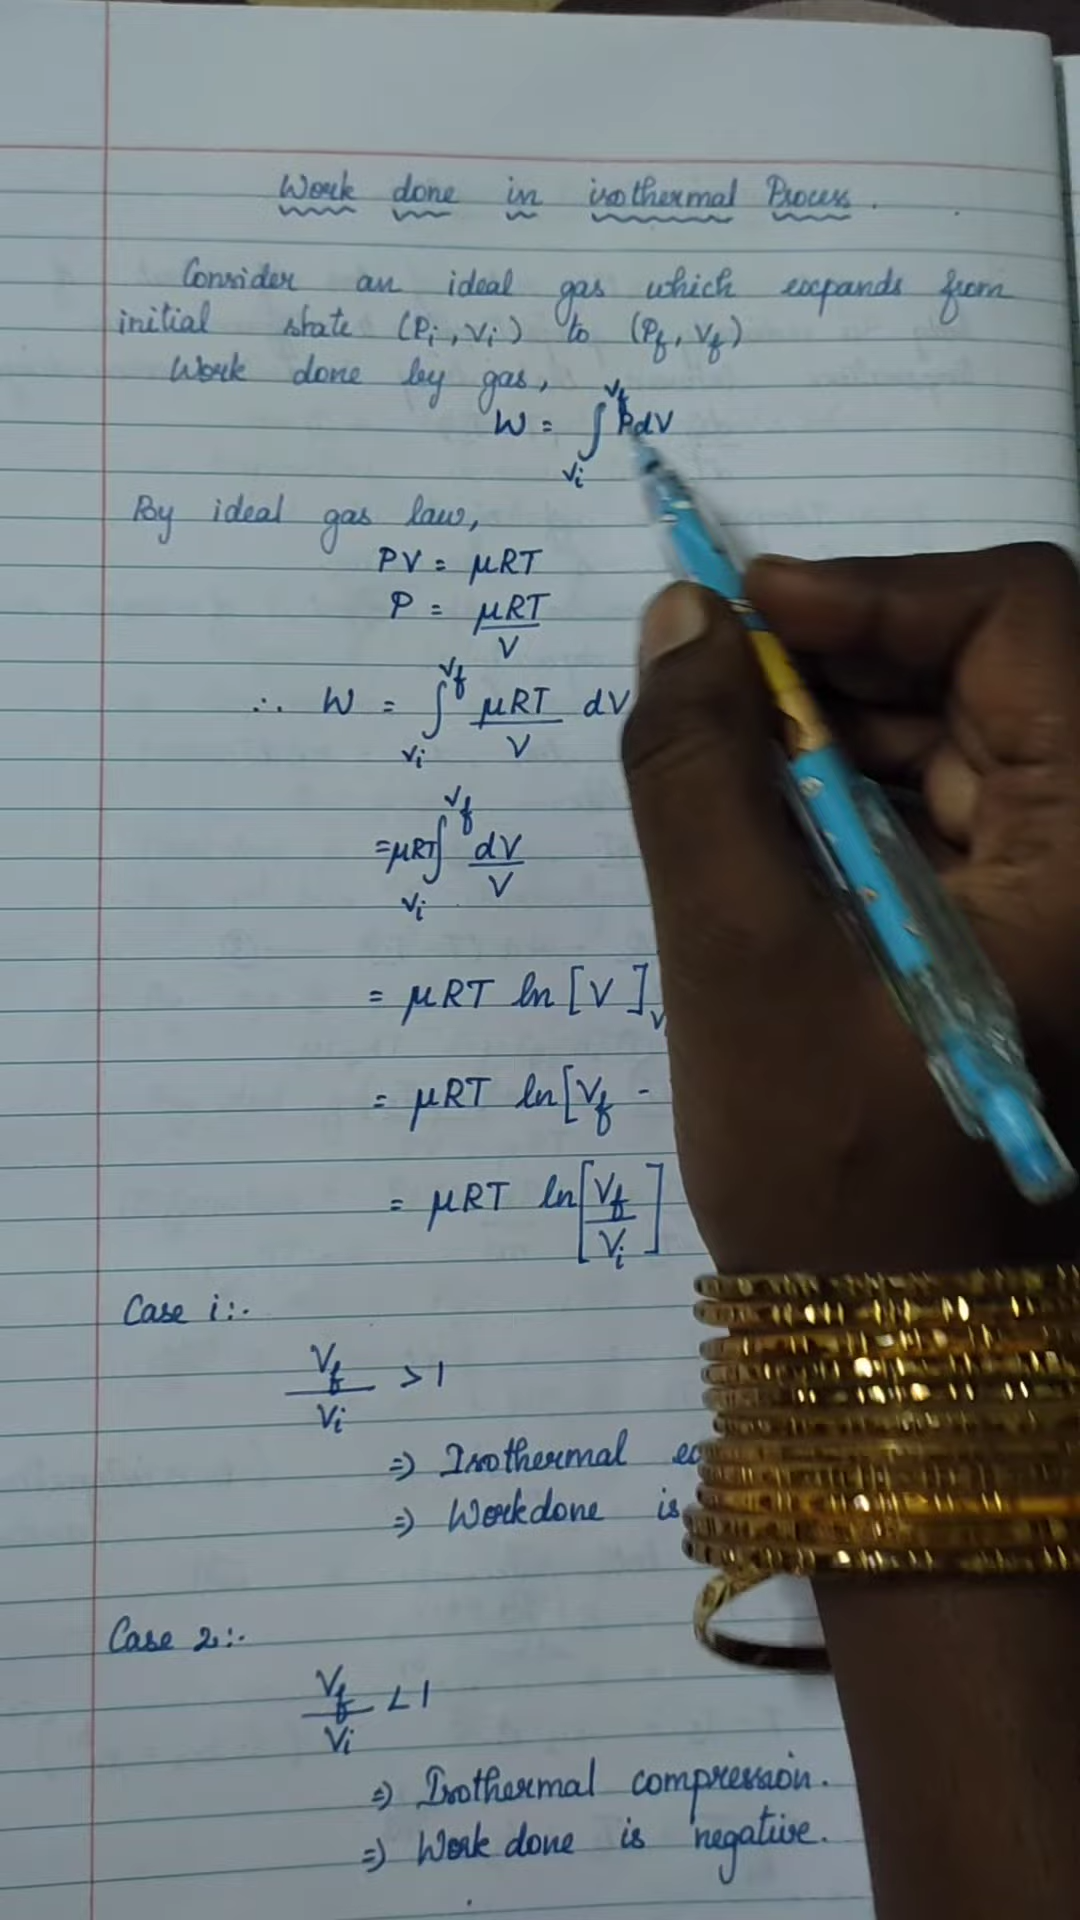 Work done in isothermal Process.
Consider an ideal gas which expands from
initial state (Pi, Vi) to (Pf, Vf)
Work done by gas,
W = ∫ PdV
Vi
By ideal gas law,
PV = μRT
P = μRT/V
∴ W = ∫_{Vi}^{Vf} μRT/V dV
= μRT ∫_{Vi}^{Vf} dV/V
= μRT ln [V]
= μRT ln [Vf -
= μRT ln [Vf/Vi]
Case i:-
Vf/Vi > 1
⇒ Isothermal
⇒ Workdone is
Case 2:-
Vf/Vi < 1
⇒ Isothermal compression.
⇒ Work done is negative.